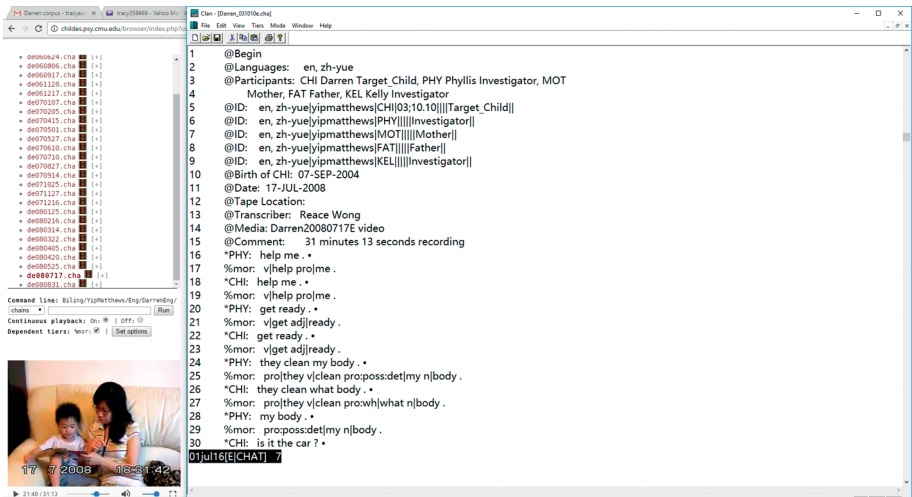 Darren corpus - tracyau
tracy358469 - Yahoo Ma
childes.psy.cmu.edu/browser/index.php?u
de060624.cha [+]
de060806.cha [+]
de060917.cha [+]
de061128.cha [+]
de061217.cha [+]
de070107.cha [+]
de070205.cha [+]
de070415.cha [+]
de070501.cha [+]
de070527.cha [+]
de070610.cha [+]
de070710.cha [+]
de070827.cha [+]
de070914.cha [+]
de071025.cha [+]
de071127.cha [+]
de071216.cha [+]
de080125.cha [+]
de080216.cha [+]
de080314.cha [+]
de080322.cha [+]
de080405.cha [+]
de080420.cha [+]
de080525.cha [+]
de080717.cha [+]
de080831.cha [+]
Command line: Biling/YipMatthews/Eng/DarrenEng/
chains Run
Continuous playback: On: | Off:
Dependent tiers: %mor: | Set options
17 7 2008 18:31:42
21:40 / 31:13
Clan - [Darren_031010e.cha]
File Edit View Tiers Mode Window Help
1 @Begin
2 @Languages: en, zh-yue
3 @Participants: CHI Darren Target_Child, PHY Phyllis Investigator, MOT
4 Mother, FAT Father, KEL Kelly Investigator
5 @ID: en, zh-yue|yipmatthews|CHI|03;10.10||||Target_Child||
6 @ID: en, zh-yue|yipmatthews|PHY|||||Investigator||
7 @ID: en, zh-yue|yipmatthews|MOT|||||Mother||
8 @ID: en, zh-yue|yipmatthews|FAT|||||Father||
9 @ID: en, zh-yue|yipmatthews|KEL|||||Investigator||
10 @Birth of CHI: 07-SEP-2004
11 @Date: 17-JUL-2008
12 @Tape Location:
13 @Transcriber: Reace Wong
14 @Media: Darren20080717E video
15 @Comment: 31 minutes 13 seconds recording
16 *PHY: help me . •
17 %mor: v|help pro|me .
18 *CHI: help me . •
19 %mor: v|help pro|me .
20 *PHY: get ready . •
21 %mor: v|get adj|ready .
22 *CHI: get ready . •
23 %mor: v|get adj|ready .
24 *PHY: they clean my body . •
25 %mor: pro|they v|clean pro:poss:det|my n|body .
26 *CHI: they clean what body . •
27 %mor: pro|they v|clean pro:wh|what n|body .
28 *PHY: my body . •
29 %mor: pro:poss:det|my n|body .
30 *CHI: is it the car ? •
01jul16[E|CHAT] 7